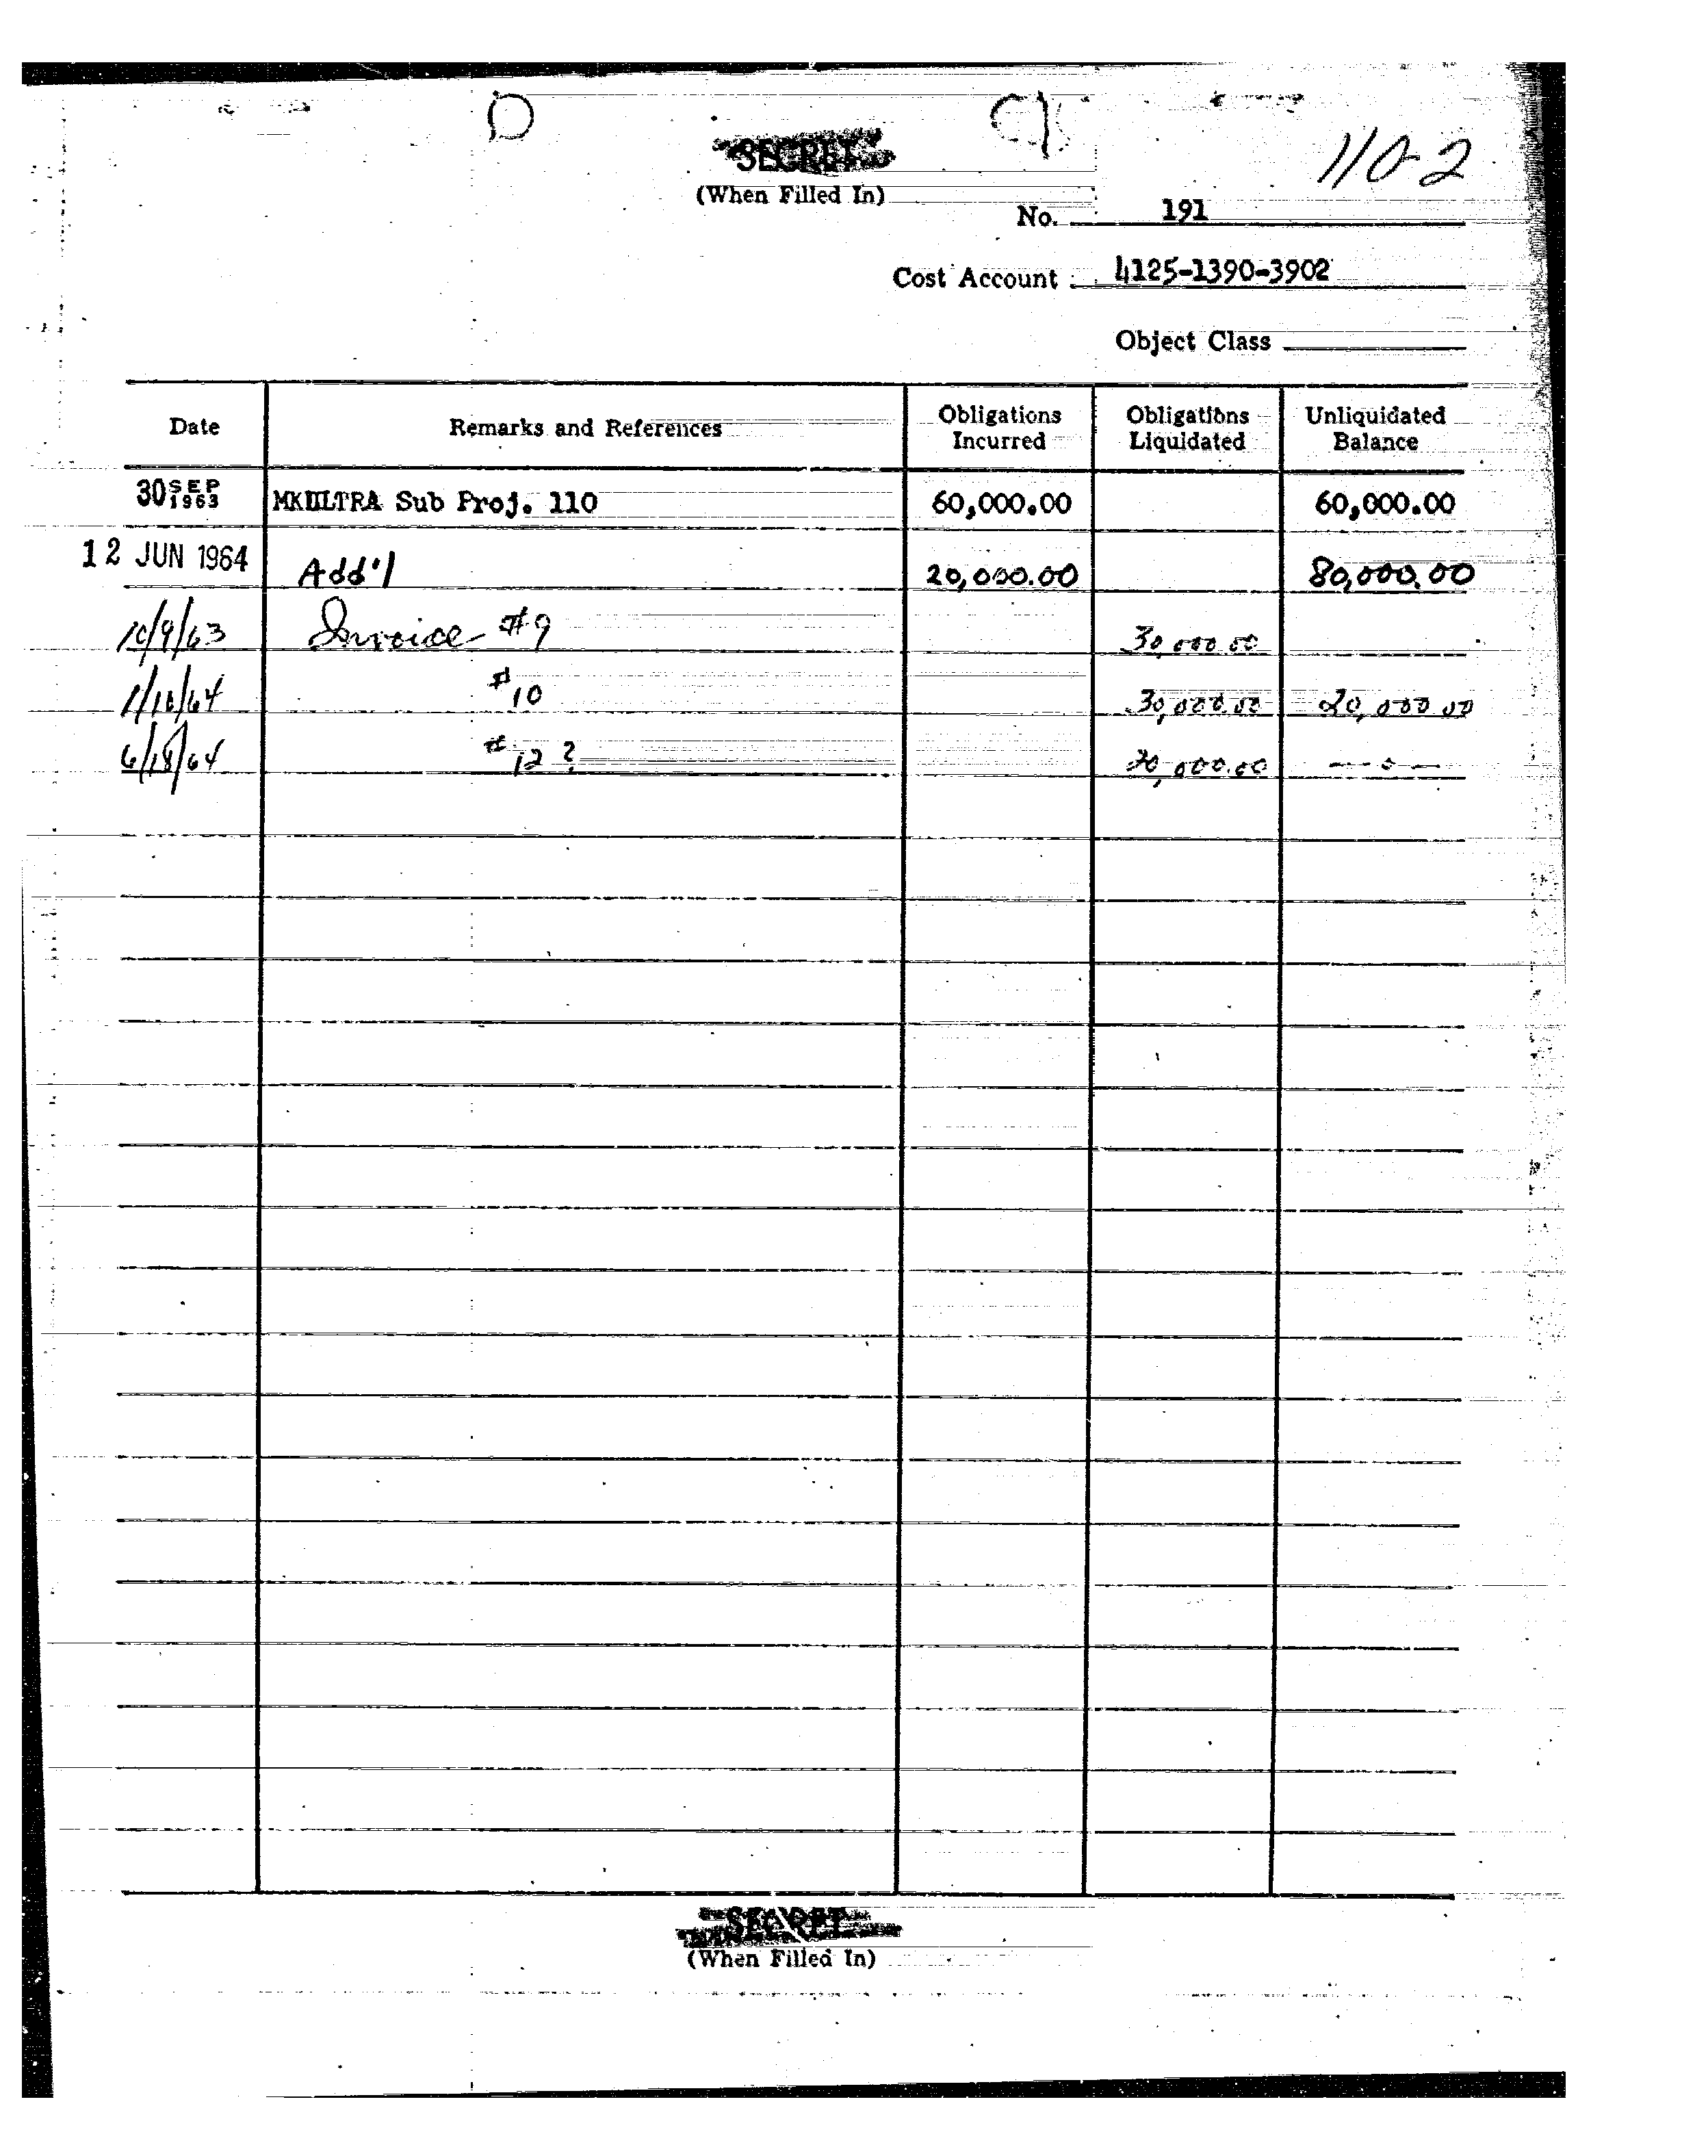 SECRET
110-2
(When Filled In)
No. 191
Cost Account 4125-1390-3902
Object Class
Date Remarks and References Obligations Incurred Obligations Liquidated Unliquidated Balance
30 SEP 1963 MKULTRA Sub Proj. 110 60,000.00 60,000.00
12 JUN 1964 Add'l 20,000.00 80,000.00
10/9/63 Invoice #9 30,000.00
1/10/64 #10 30,000.00 20,000.00
6/18/64 #12 ? 20,000.00 — 0 —
SECRET
(When Filled In)